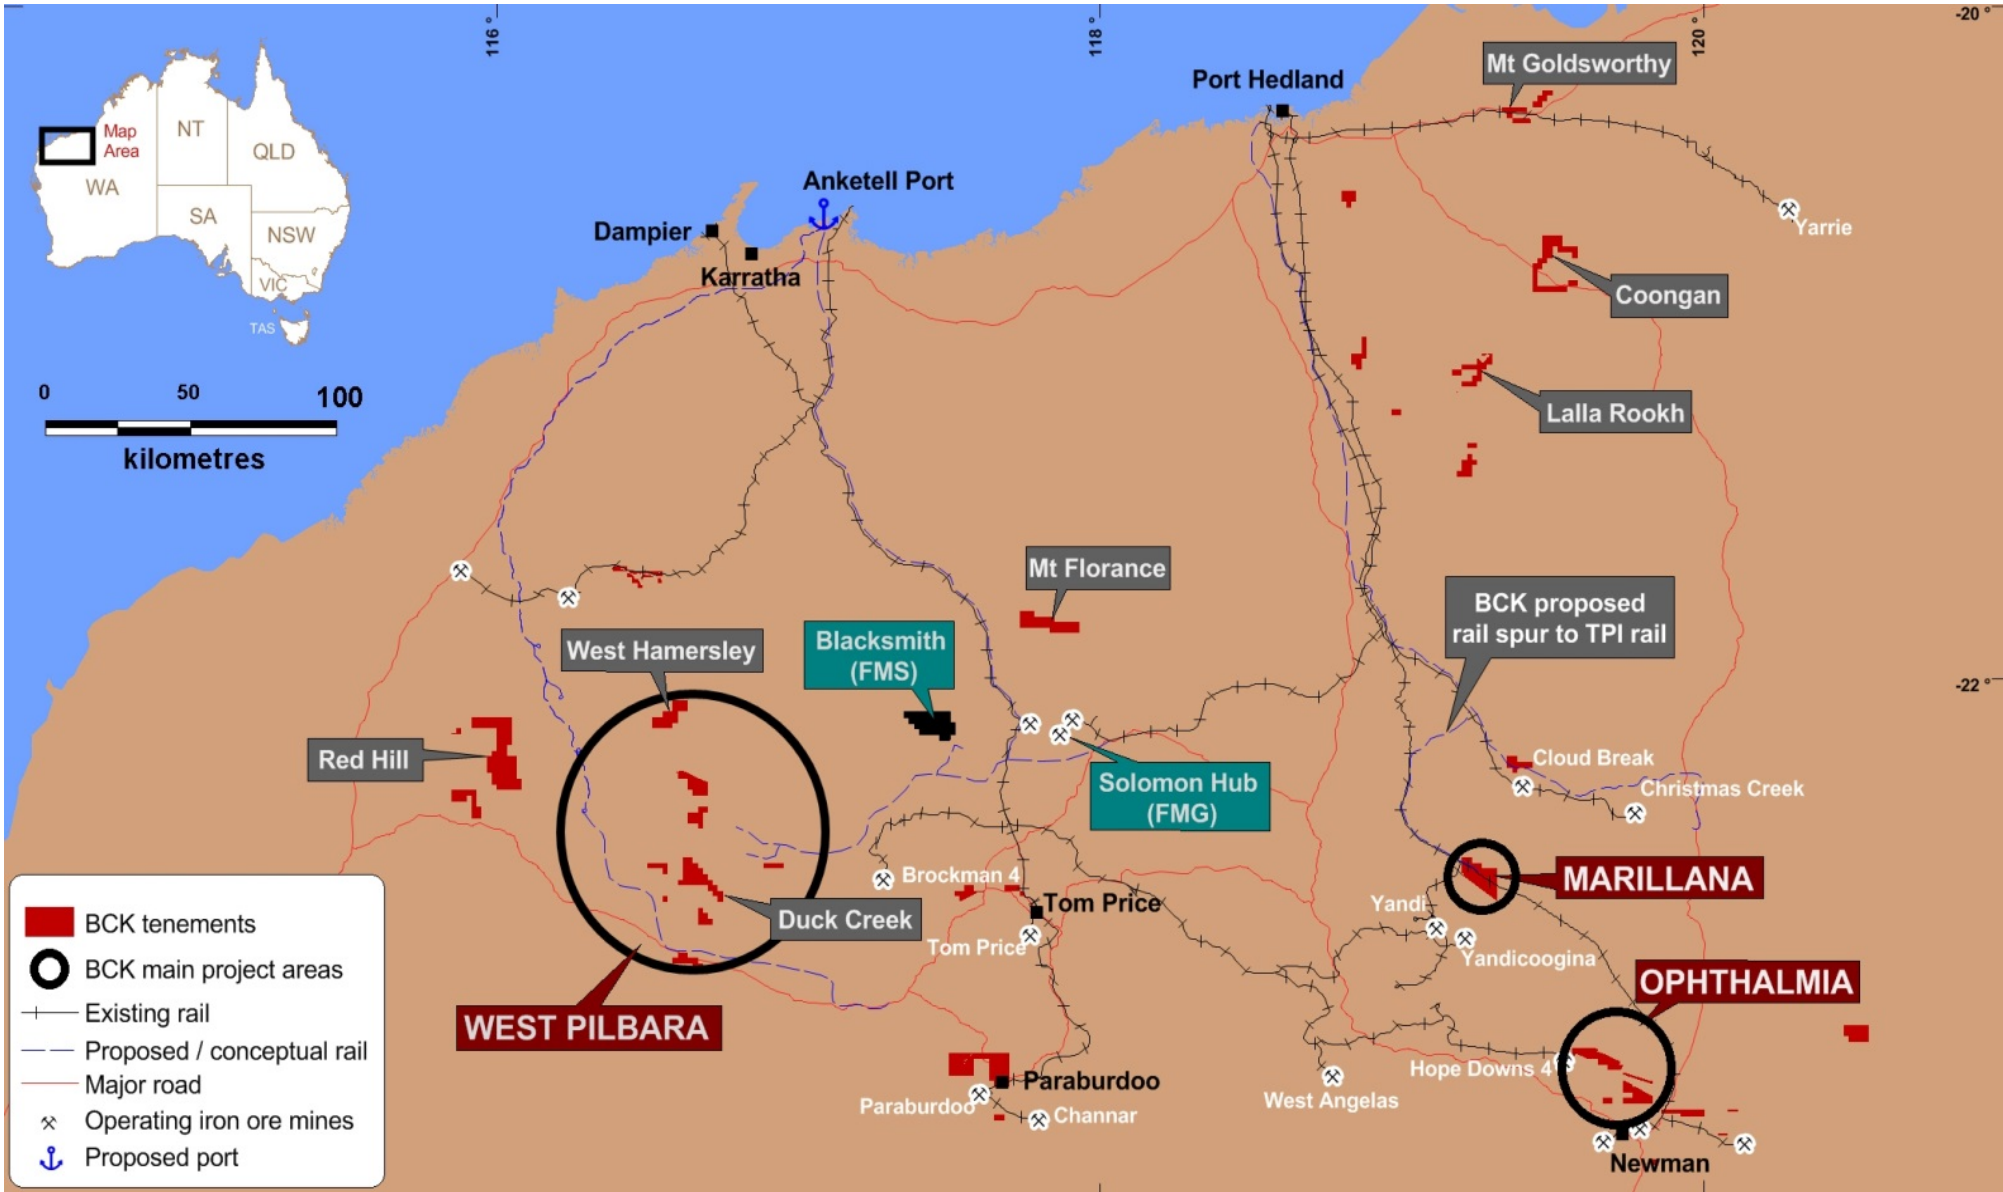 116 °
118 °
120 °
-20 °
Mt Goldsworthy
Port Hedland
NT
Map
Area
QLD
WA
SA
NSW
VIC
TAS
Anketell Port
Dampier
Karratha
Yarrie
Coongan
0 50 100
kilometres
Lalla Rookh
Mt Florance
BCK proposed
rail spur to TPI rail
West Hamersley
Blacksmith
(FMS)
-22 °
Red Hill
Solomon Hub
(FMG)
Cloud Break
Christmas Creek
Brockman 4
MARILLANA
Tom Price
Yandi
Duck Creek
Tom Price
Yandicoogina
OPHTHALMIA
WEST PILBARA
Hope Downs 4
Paraburdoo
Paraburdoo
Channar
West Angelas
Newman
BCK tenements
BCK main project areas
Existing rail
Proposed / conceptual rail
Major road
Operating iron ore mines
Proposed port